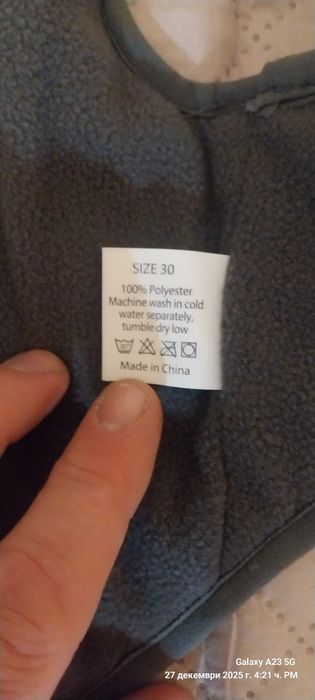 SIZE 30
100% Polyester
Machine wash in cold
water separately,
tumble dry low
Made in China
Galaxy A23 5G
27 декември 2025 г. 4:21 ч. PM